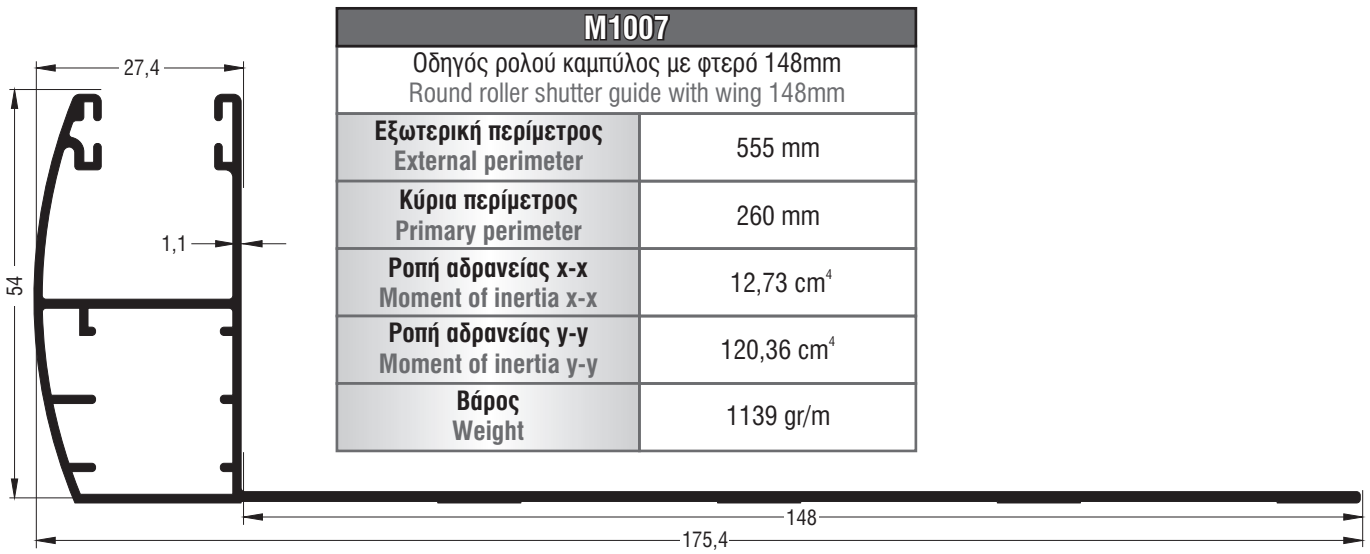 M1007
Οδηγός ρολού καμπύλος με φτερό 148mm
Round roller shutter guide with wing 148mm
Εξωτερική περίμετρος
External perimeter
555 mm
Κύρια περίμετρος
Primary perimeter
260 mm
Ροπή αδρανείας x-x
Moment of inertia x-x
12,73 cm⁴
Ροπή αδρανείας y-y
Moment of inertia y-y
120,36 cm⁴
Βάρος
Weight
1139 gr/m
27,4
54
1,1
148
175,4